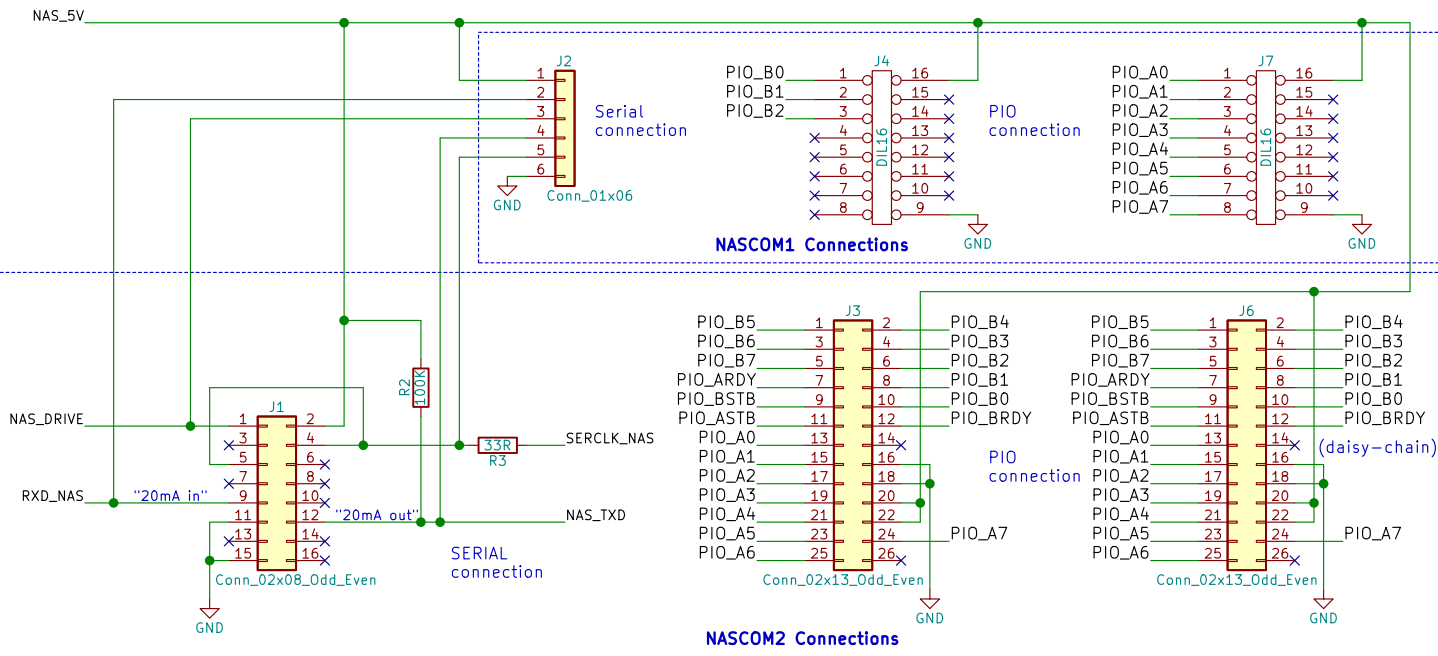 NAS_5V
J2
1
2
3
4
5
6
Conn_01x06
GND
Serial
connection
J4
PIO_B0 1 16
PIO_B1 2 15
PIO_B2 3 14
4 13
5 12
6 11
7 10
8 9
DIL16
GND
PIO
connection
J7
PIO_A0 1 16
PIO_A1 2 15
PIO_A2 3 14
PIO_A3 4 13
PIO_A4 5 12
PIO_A5 6 11
PIO_A6 7 10
PIO_A7 8 9
DIL16
GND
NASCOM1 Connections
R2
100K
J1
NAS_DRIVE 1 2
3 4
5 6
7 8
RXD_NAS "20mA in" 9 10
11 12 "20mA out" NAS_TXD
13 14
15 16
Conn_02x08_Odd_Even
GND
33R
R3
SERCLK_NAS
SERIAL
connection
J3
PIO_B5 1 2 PIO_B4
PIO_B6 3 4 PIO_B3
PIO_B7 5 6 PIO_B2
PIO_ARDY 7 8 PIO_B1
PIO_BSTB 9 10 PIO_B0
PIO_ASTB 11 12 PIO_BRDY
PIO_A0 13 14
PIO_A1 15 16
PIO_A2 17 18
PIO_A3 19 20
PIO_A4 21 22
PIO_A5 23 24 PIO_A7
PIO_A6 25 26
Conn_02x13_Odd_Even
GND
PIO
connection
J6
PIO_B5 1 2 PIO_B4
PIO_B6 3 4 PIO_B3
PIO_B7 5 6 PIO_B2
PIO_ARDY 7 8 PIO_B1
PIO_BSTB 9 10 PIO_B0
PIO_ASTB 11 12 PIO_BRDY
PIO_A0 13 14 (daisy-chain)
PIO_A1 15 16
PIO_A2 17 18
PIO_A3 19 20
PIO_A4 21 22
PIO_A5 23 24 PIO_A7
PIO_A6 25 26
Conn_02x13_Odd_Even
GND
NASCOM2 Connections